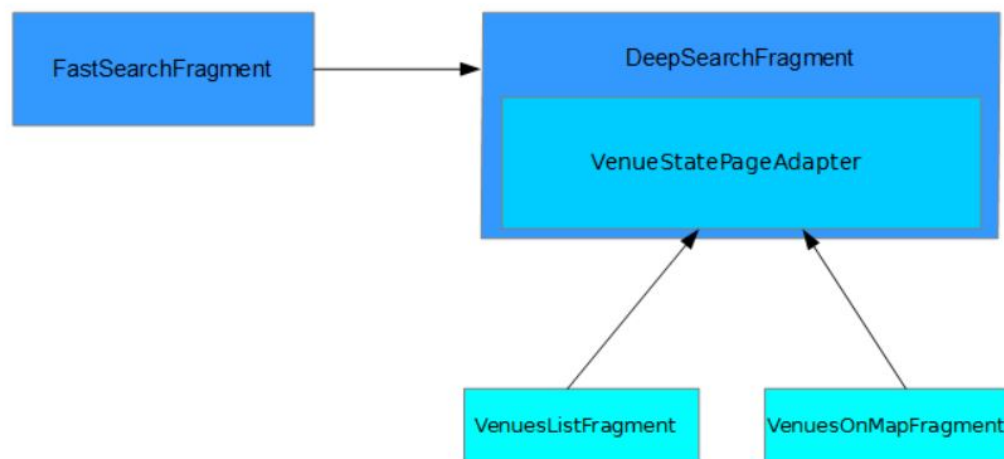 FastSearchFragment
DeepSearchFragment
VenueStatePageAdapter
VenuesListFragment
VenuesOnMapFragment